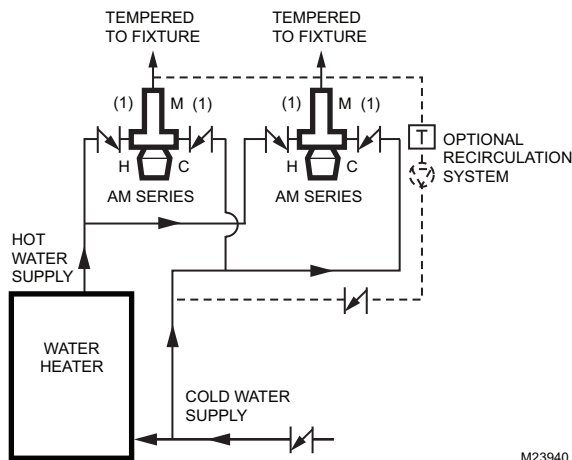 TEMPERED
TO FIXTURE
TEMPERED
TO FIXTURE
(1) M (1)
(1) M (1)
H C
H C
AM SERIES
AM SERIES
T
OPTIONAL
RECIRCULATION
SYSTEM
HOT
WATER
SUPPLY
WATER
HEATER
COLD WATER
SUPPLY
M23940